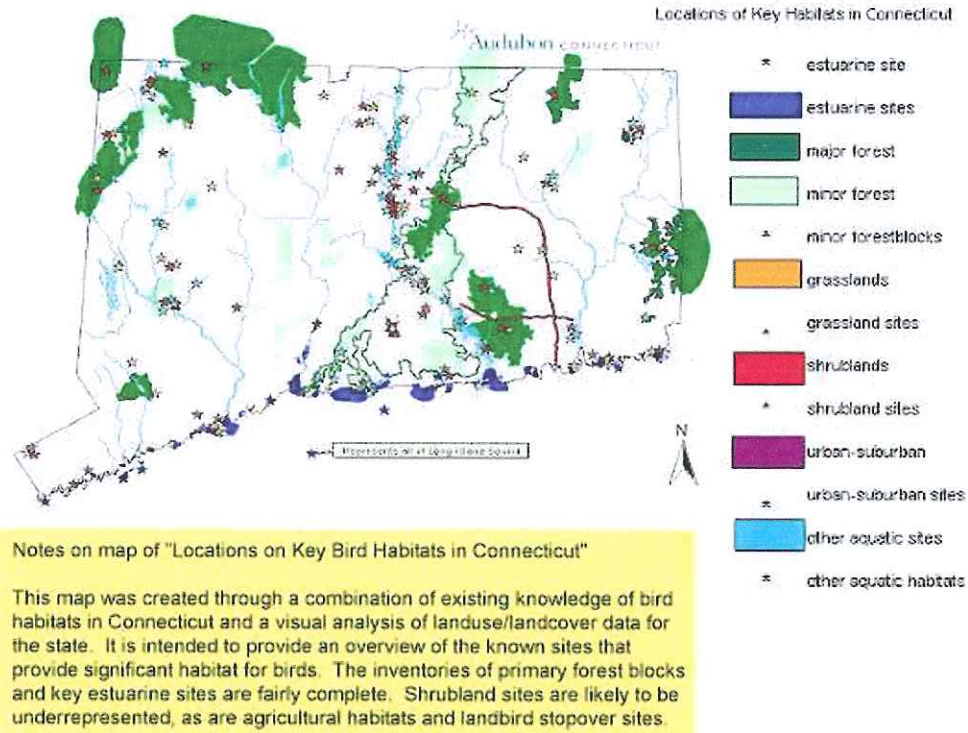 Locations of Key Habitats in Connecticut
Audubon CONNECTICUT
estuarine site
estuarine sites
major forest
minor forest
minor forestblocks
grasslands
grassland sites
shrublands
shrubland sites
urban-suburban
urban-suburban sites
other aquatic sites
other aquatic habitats
N
Represents all of Long Island Sound
Notes on map of "Locations on Key Bird Habitats in Connecticut"
This map was created through a combination of existing knowledge of bird
habitats in Connecticut and a visual analysis of landuse/landcover data for
the state. It is intended to provide an overview of the known sites that
provide significant habitat for birds. The inventories of primary forest blocks
and key estuarine sites are fairly complete. Shrubland sites are likely to be
underrepresented, as are agricultural habitats and landbird stopover sites.